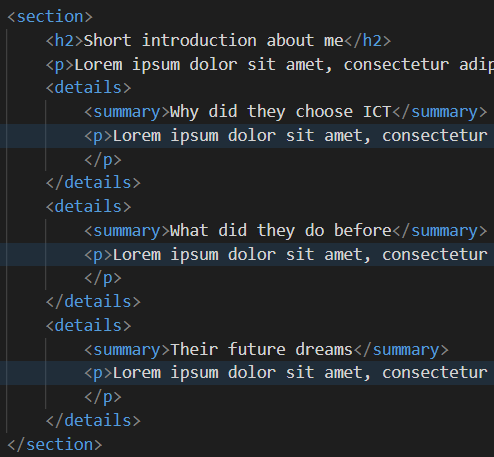 <section>
<h2>Short introduction about me</h2>
<p>Lorem ipsum dolor sit amet, consectetur adip
<details>
<summary>Why did they choose ICT</summary>
<p>Lorem ipsum dolor sit amet, consectetur
</p>
</details>
<details>
<summary>What did they do before</summary>
<p>Lorem ipsum dolor sit amet, consectetur
</p>
</details>
<details>
<summary>Their future dreams</summary>
<p>Lorem ipsum dolor sit amet, consectetur
</p>
</details>
</section>